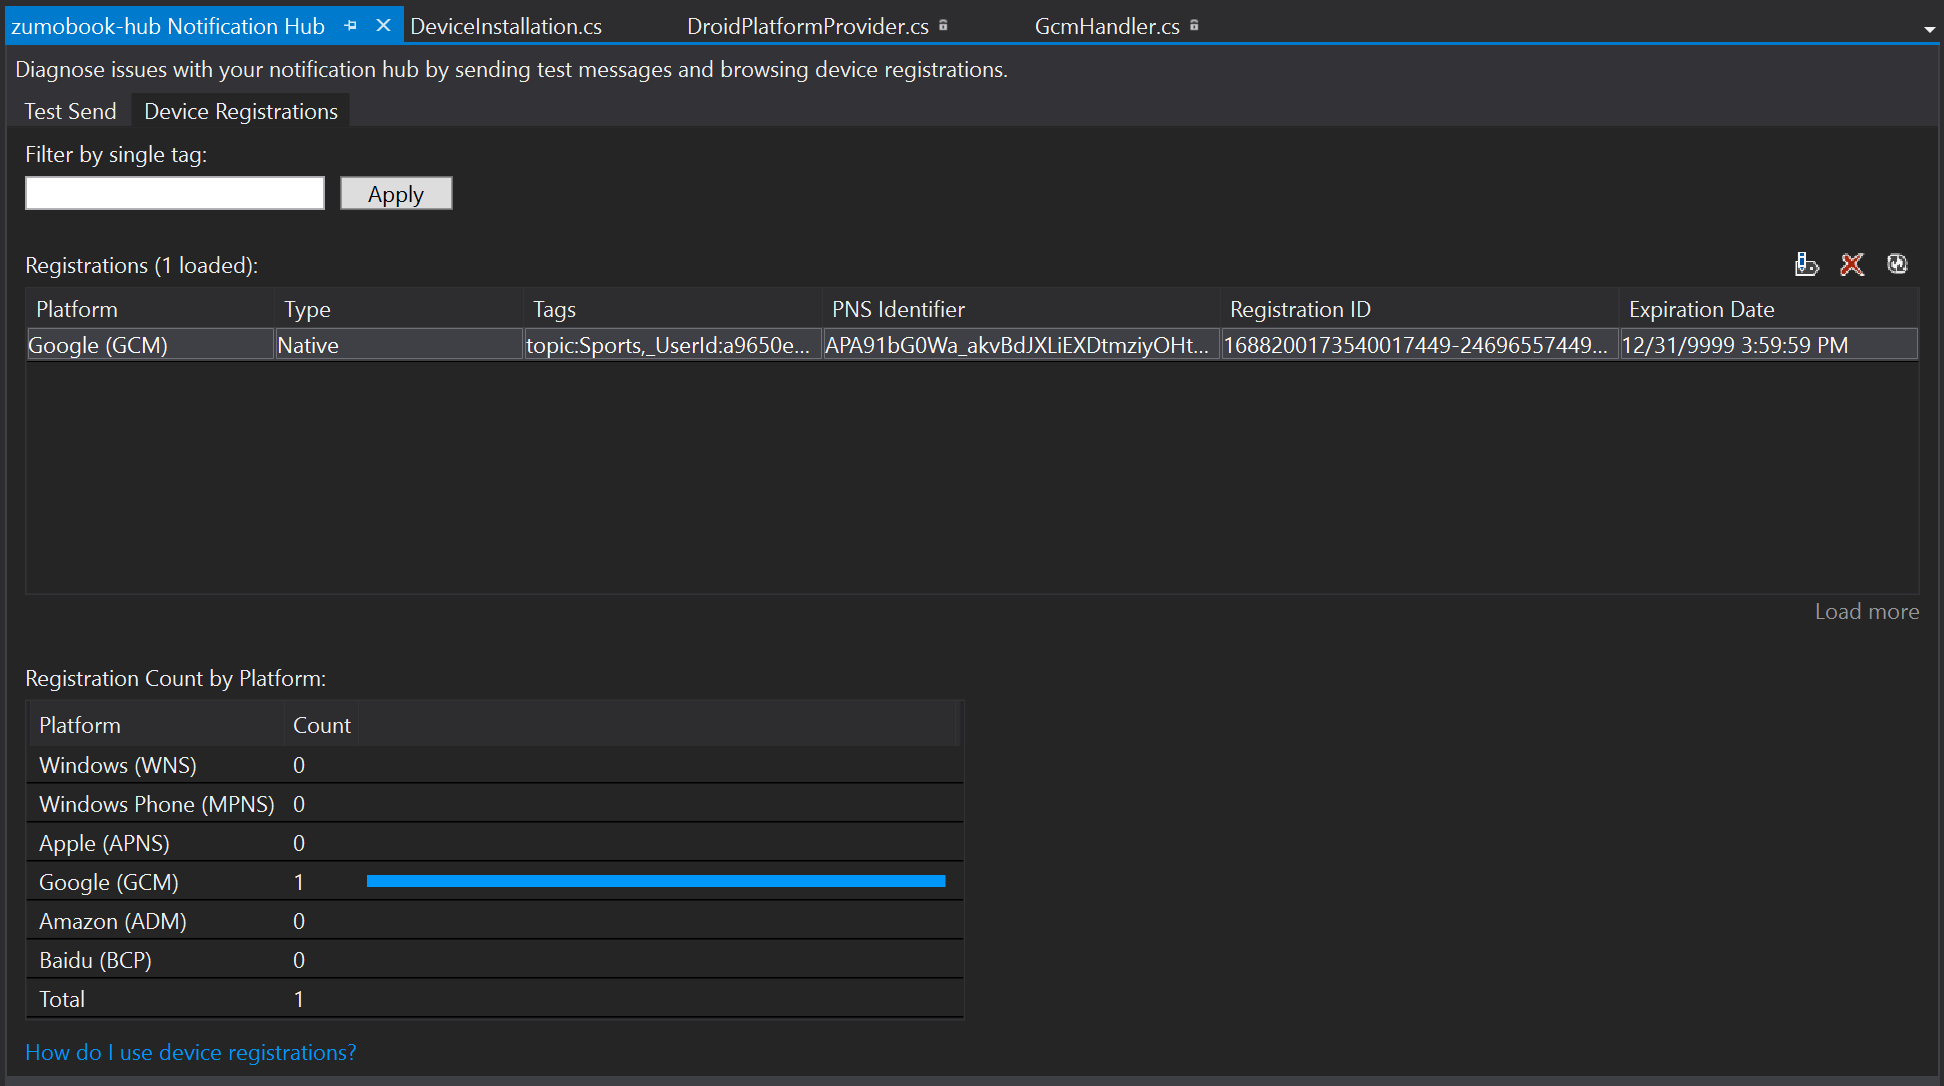 zumobook-hub Notification Hub DeviceInstallation.cs DroidPlatformProvider.cs GcmHandler.cs
Diagnose issues with your notification hub by sending test messages and browsing device registrations.
Test Send Device Registrations
Filter by single tag:
Apply
Registrations (1 loaded):
Platform Type Tags PNS Identifier Registration ID Expiration Date
Google (GCM) Native topic:Sports,_UserId:a9650e... APA91bG0Wa_akvBdJXLiEXDtmziyOHt... 1688200173540017449-24696557449... 12/31/9999 3:59:59 PM
Load more
Registration Count by Platform:
Platform Count
Windows (WNS) 0
Windows Phone (MPNS) 0
Apple (APNS) 0
Google (GCM) 1
Amazon (ADM) 0
Baidu (BCP) 0
Total 1
How do I use device registrations?